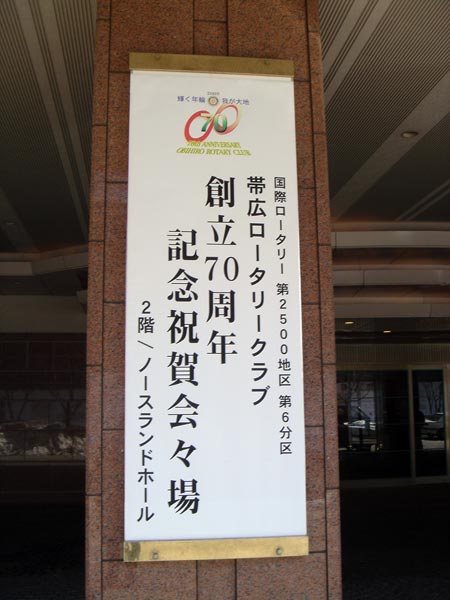 輝く年輪 我が大地
70
70TH ANNIVERSARY
OBIHIRO ROTARY CLUB
国際ロータリー 第2500地区 第6分区
帯広ロータリークラブ
創立70周年
記念祝賀会々場
2階/ノースランドホール